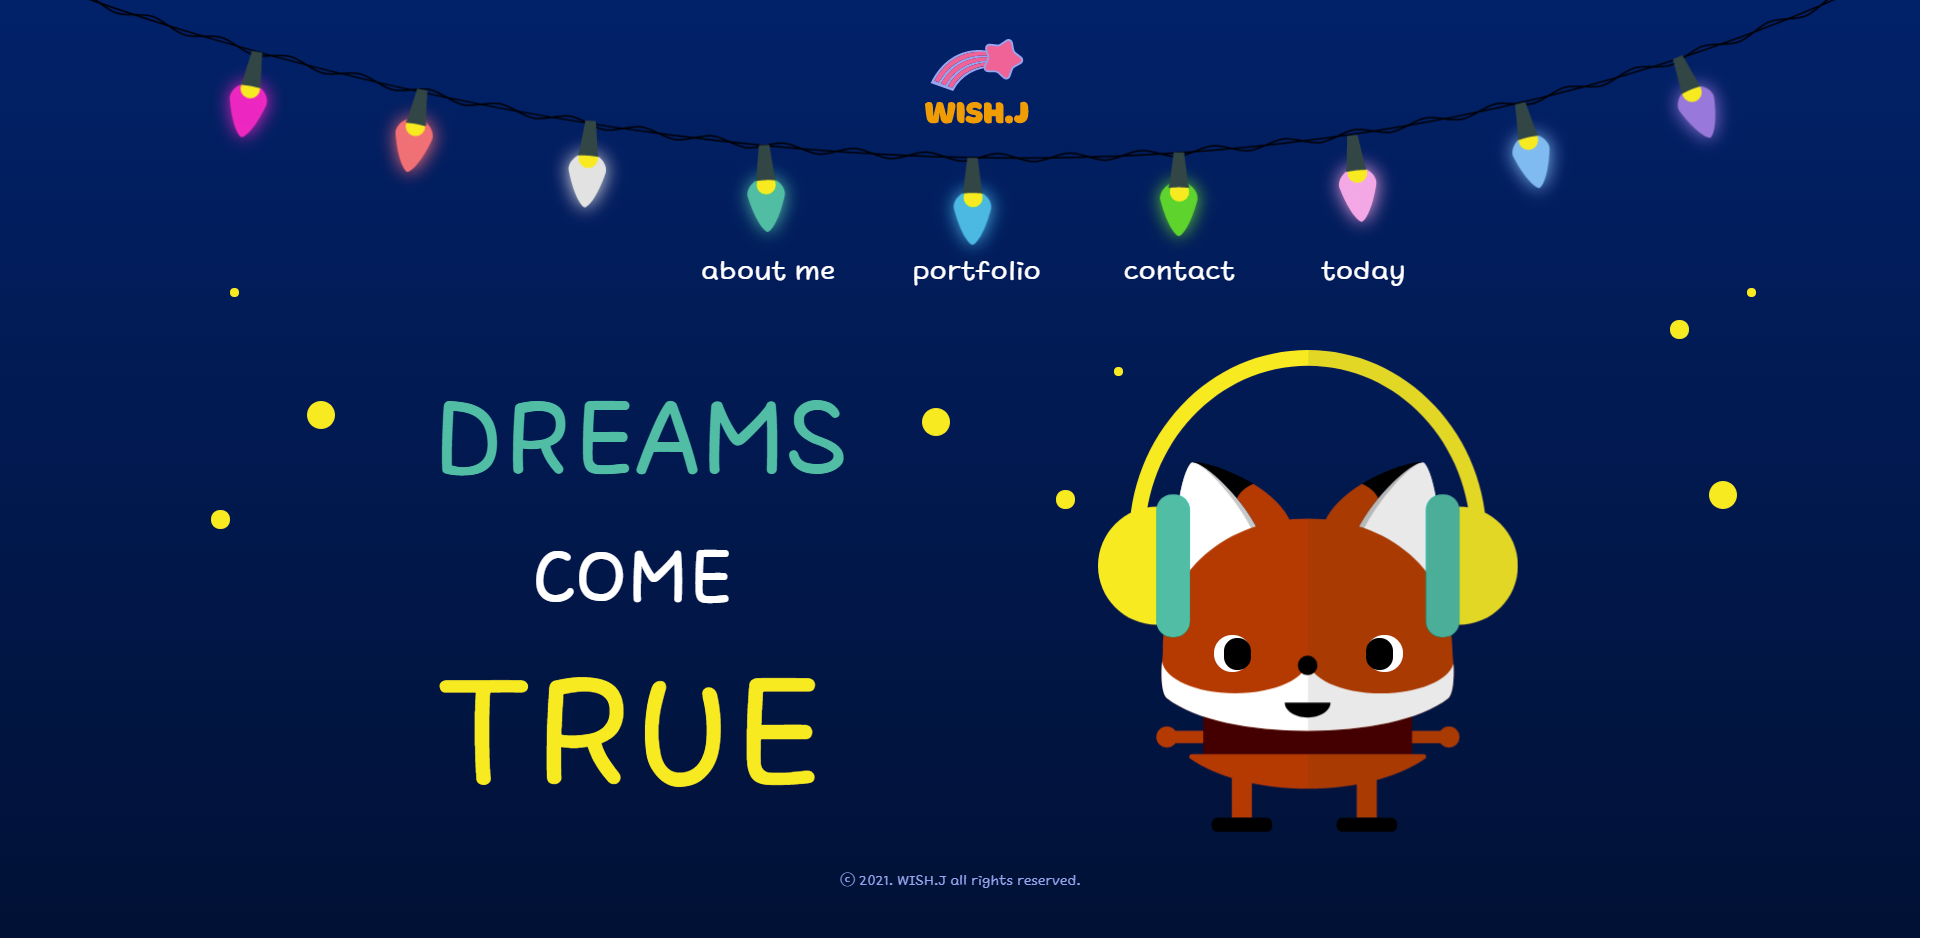 WISH.J
about me portfolio contact today
DREAMS
COME
TRUE
ⓒ 2021. WISH.J all rights reserved.